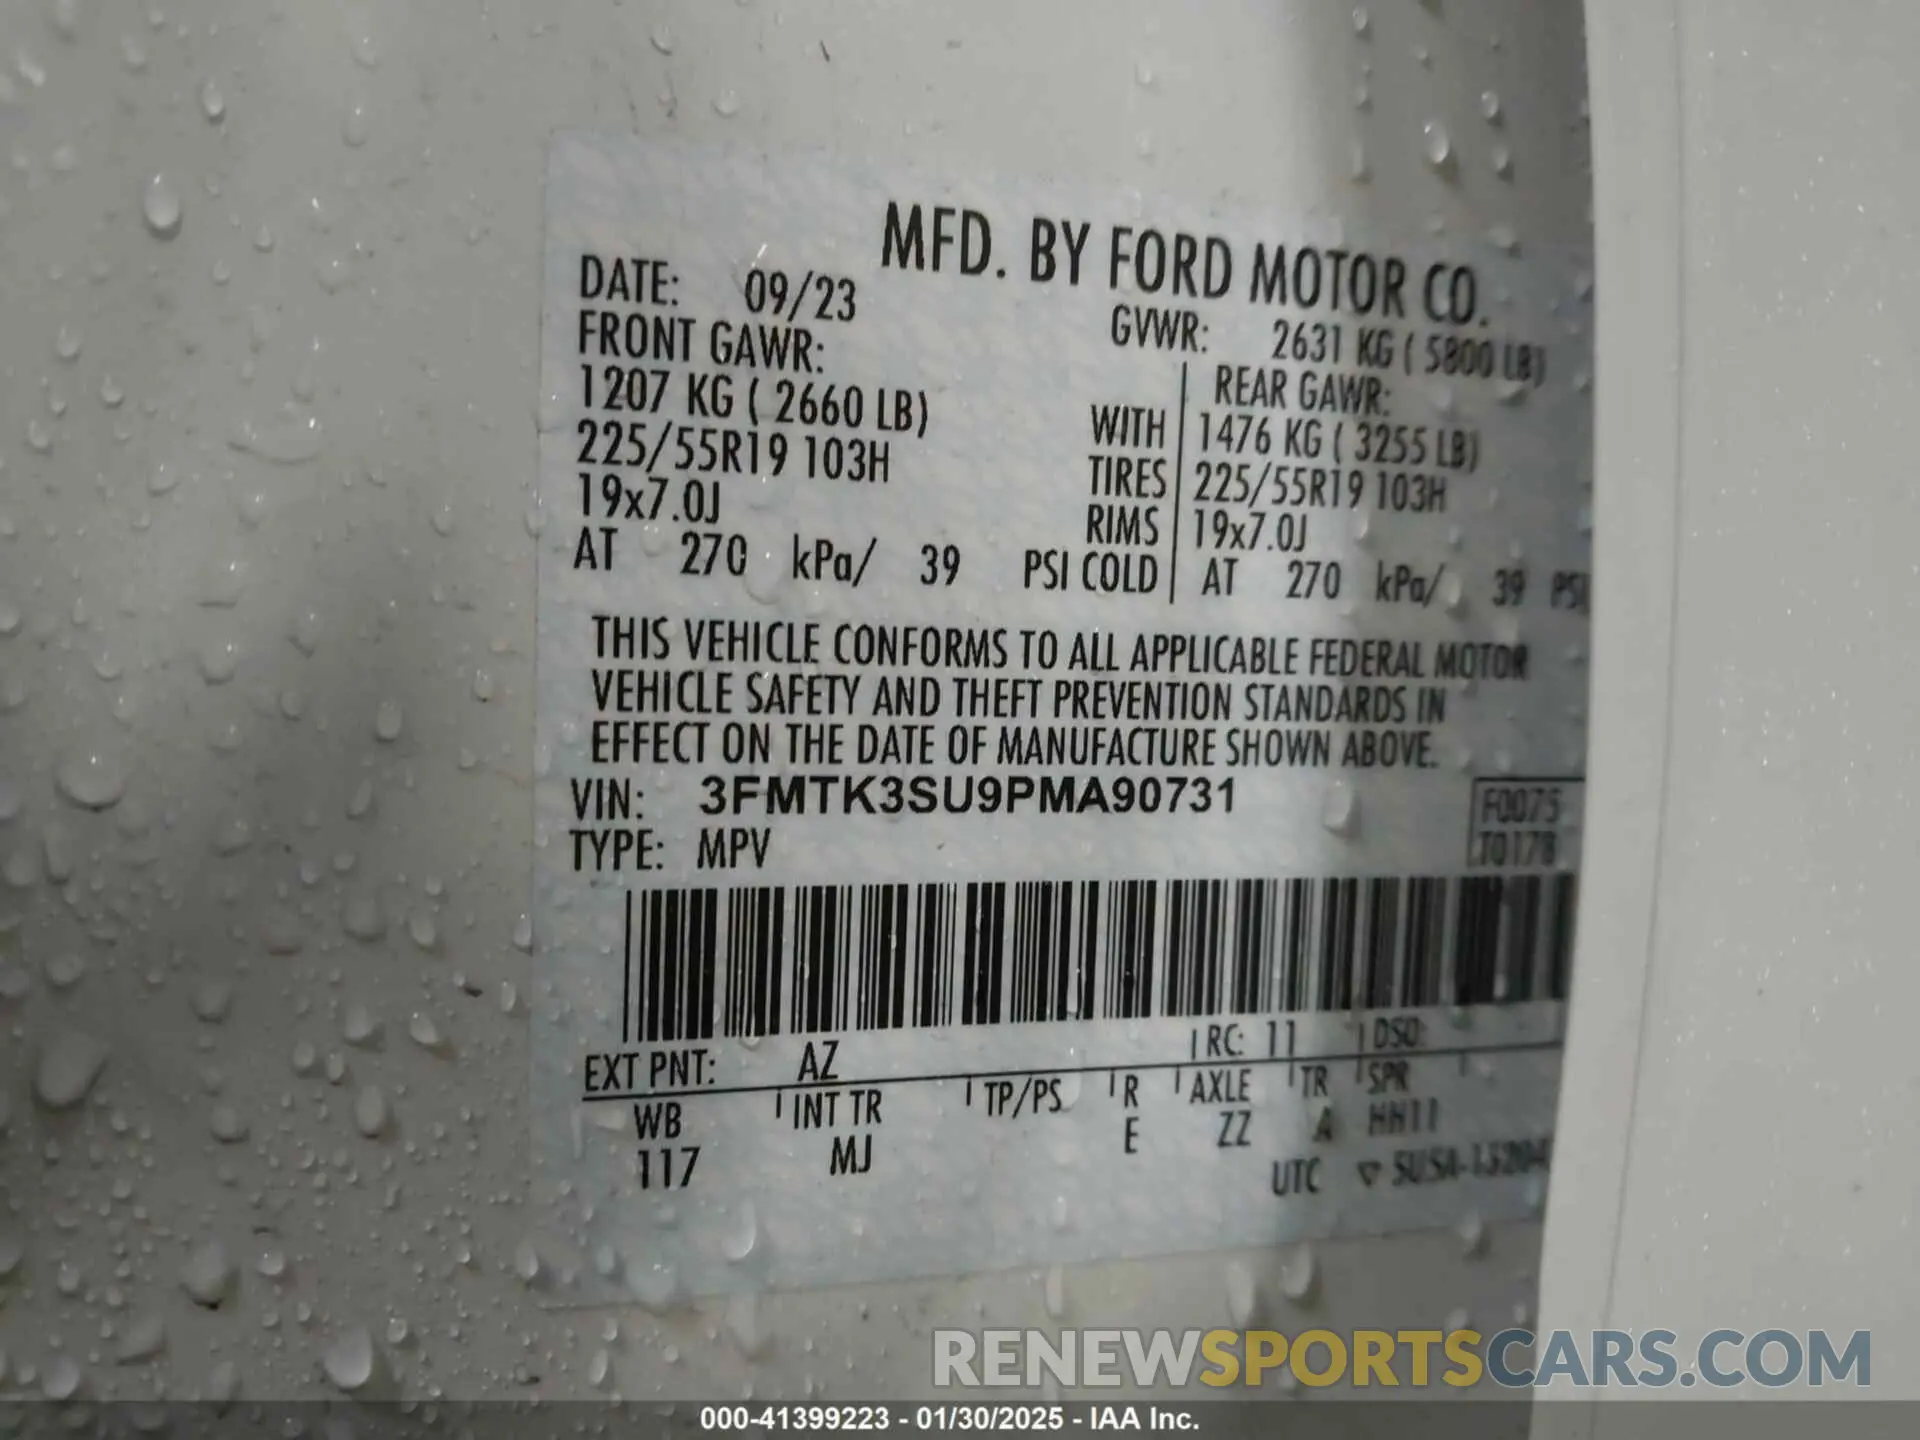 MFD. BY FORD MOTOR CO.
DATE: 09/23
GVWR: 2631 KG ( 5800 LB)
FRONT GAWR:
REAR GAWR:
1207 KG ( 2660 LB)
WITH
1476 KG ( 3255 LB)
225/55R19 103H
TIRES
225/55R19 103H
19x7.0J
RIMS
19x7.0J
AT 270 kPa/ 39 PSI COLD
AT 270 kPa/ 39 PSI
THIS VEHICLE CONFORMS TO ALL APPLICABLE FEDERAL MOTOR
VEHICLE SAFETY AND THEFT PREVENTION STANDARDS IN
EFFECT ON THE DATE OF MANUFACTURE SHOWN ABOVE.
VIN: 3FMTK3SU9PMA90731
F0075
TYPE: MPV
T0178
EXT PNT: AZ RC: 11 DSO:
WB INT TR TP/PS R AXLE TR SPR
117 MJ E ZZ A HH11
UTC
RENEWSPORTSCARS.COM
000-41399223 - 01/30/2025 - IAA Inc.